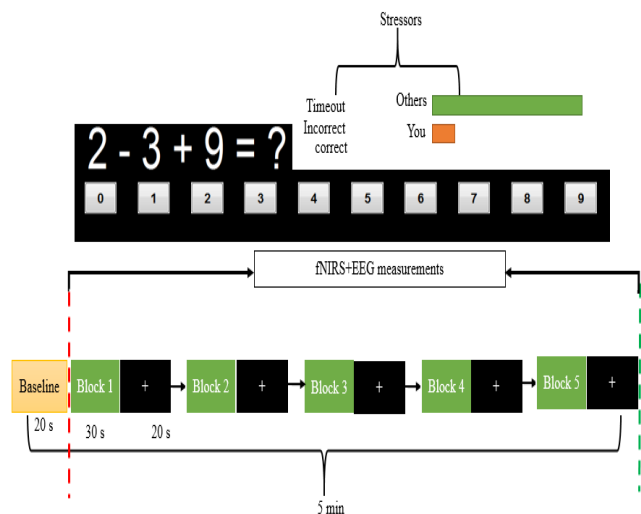 Stressors
Timeout
Incorrect
correct
Others
You
2 - 3 + 9 = ?
0 1 2 3 4 5 6 7 8 9
fNIRS+EEG measurements
Baseline Block 1 + Block 2 + Block 3 + Block 4 + Block 5 +
20 s 30 s 20 s
5 min